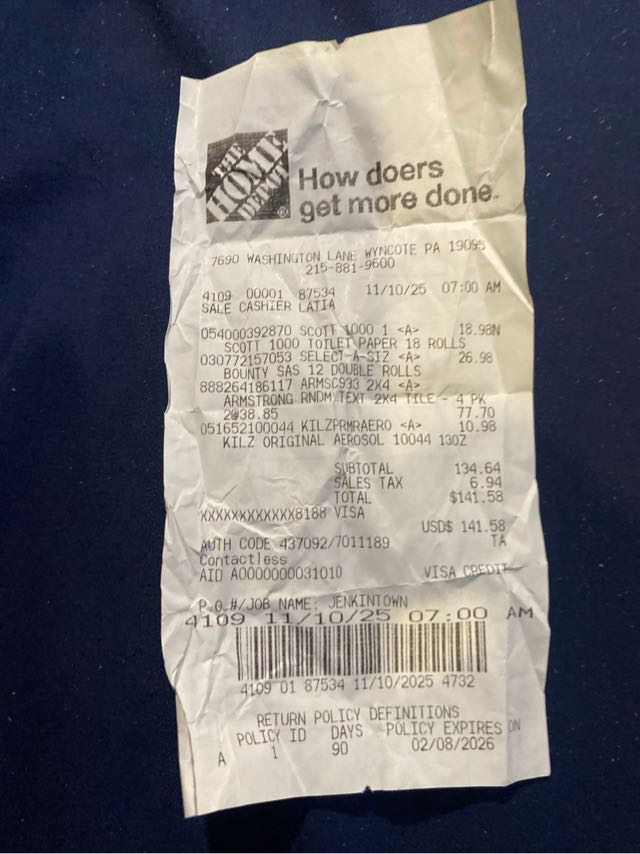 THE
HOME
DEPOT
®
How doers
get more done.
7690 WASHINGTON LANE WYNCOTE PA 19095
215-881-9600
4109 00001 87534 11/10/25 07:00 AM
SALE CASHIER LATIA
054000392870 SCOTT 1000 1 <A> 18.98N
SCOTT 1000 TOILET PAPER 18 ROLLS
030772157053 SELECT-A-SIZ <A> 26.98
BOUNTY SAS 12 DOUBLE ROLLS
888264186117 ARMSC933 2X4 <A>
ARMSTRONG RNDM TEXT 2X4 TILE - 4 PK
2@38.85 77.70
051652100044 KILZPRMRAERO <A> 10.98
KILZ ORIGINAL AEROSOL 10044 13OZ
SUBTOTAL 134.64
SALES TAX 6.94
TOTAL $141.58
XXXXXXXXXXXX8188 VISA
USD$ 141.58
AUTH CODE 437092/7011189 TA
Contactless
AID A0000000031010 VISA CREDIT
P.O.#/JOB NAME: JENKINTOWN
4109 11/10/25 07:00 AM
4109 01 87534 11/10/2025 4732
RETURN POLICY DEFINITIONS
POLICY ID DAYS POLICY EXPIRES ON
A 1 90 02/08/2026